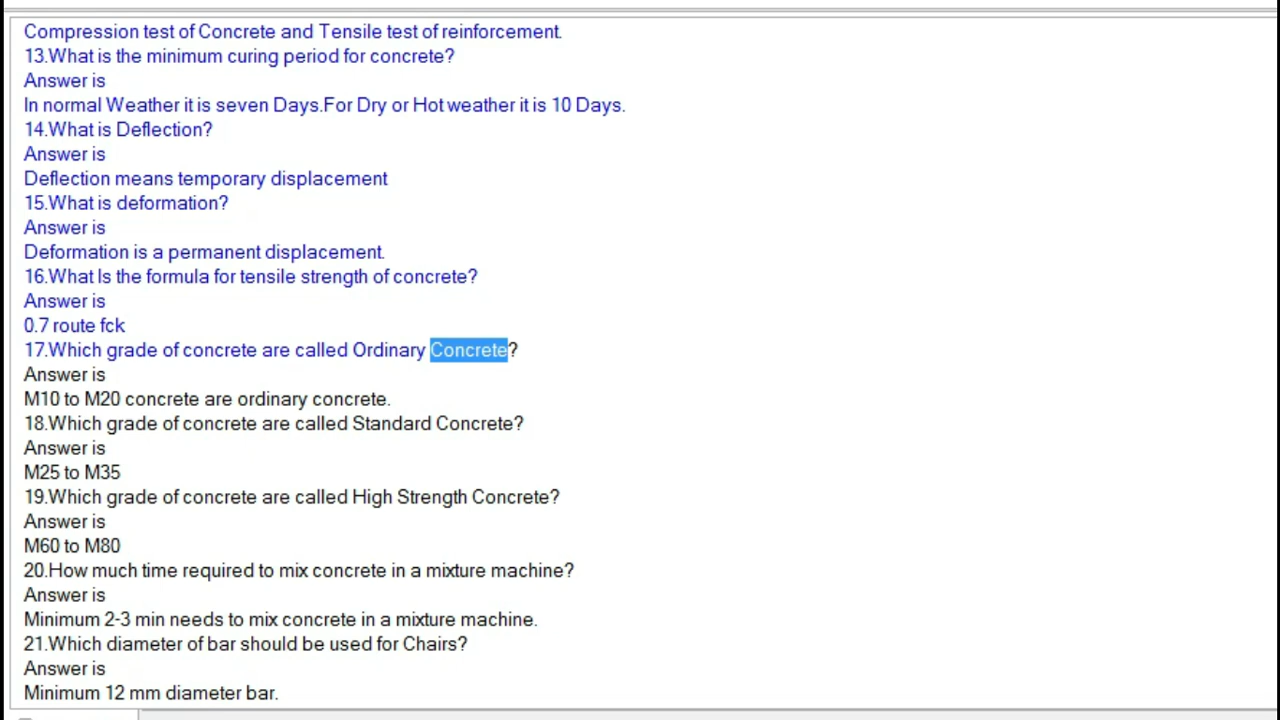 Compression test of Concrete and Tensile test of reinforcement.
13.What is the minimum curing period for concrete?
Answer is
In normal Weather it is seven Days.For Dry or Hot weather it is 10 Days.
14.What is Deflection?
Answer is
Deflection means temporary displacement
15.What is deformation?
Answer is
Deformation is a permanent displacement.
16.What Is the formula for tensile strength of concrete?
Answer is
0.7 route fck
17.Which grade of concrete are called Ordinary Concrete?
Answer is
M10 to M20 concrete are ordinary concrete.
18.Which grade of concrete are called Standard Concrete?
Answer is
M25 to M35
19.Which grade of concrete are called High Strength Concrete?
Answer is
M60 to M80
20.How much time required to mix concrete in a mixture machine?
Answer is
Minimum 2-3 min needs to mix concrete in a mixture machine.
21.Which diameter of bar should be used for Chairs?
Answer is
Minimum 12 mm diameter bar.